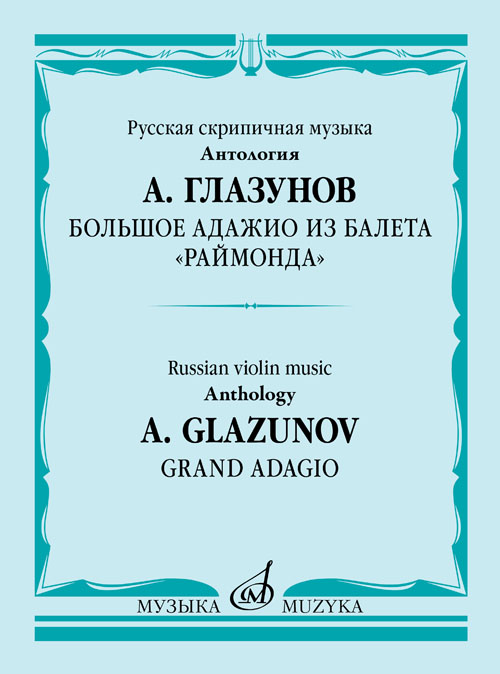 Русская скрипичная музыка
Антология
А. ГЛАЗУНОВ
БОЛЬШОЕ АДАЖИО ИЗ БАЛЕТА
«РАЙМОНДА»
Russian violin music
Anthology
A. GLAZUNOV
GRAND ADAGIO
МУЗЫКА М MUZYKA